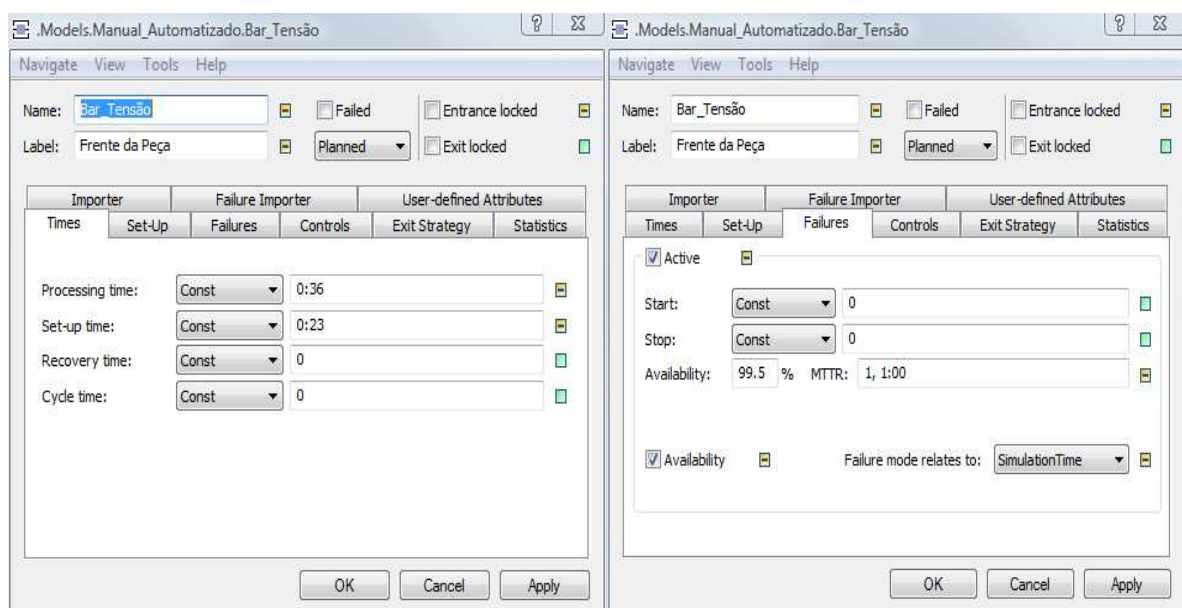 .Models.Manual_Automatizado.Bar_Tensão
Navigate View Tools Help
Name: Bar_Tensão Failed Entrance locked
Label: Frente da Peça Planned Exit locked
Importer Failure Importer User-defined Attributes
Times Set-Up Failures Controls Exit Strategy Statistics
Processing time: Const 0:36
Set-up time: Const 0:23
Recovery time: Const 0
Cycle time: Const 0
OK Cancel Apply
.Models.Manual_Automatizado.Bar_Tensão
Navigate View Tools Help
Name: Bar_Tensão Failed Entrance locked
Label: Frente da Peça Planned Exit locked
Importer Failure Importer User-defined Attributes
Times Set-Up Failures Controls Exit Strategy Statistics
Active
Start: Const 0
Stop: Const 0
Availability: 99.5 % MTTR: 1, 1:00
Availability Failure mode relates to: SimulationTime
OK Cancel Apply